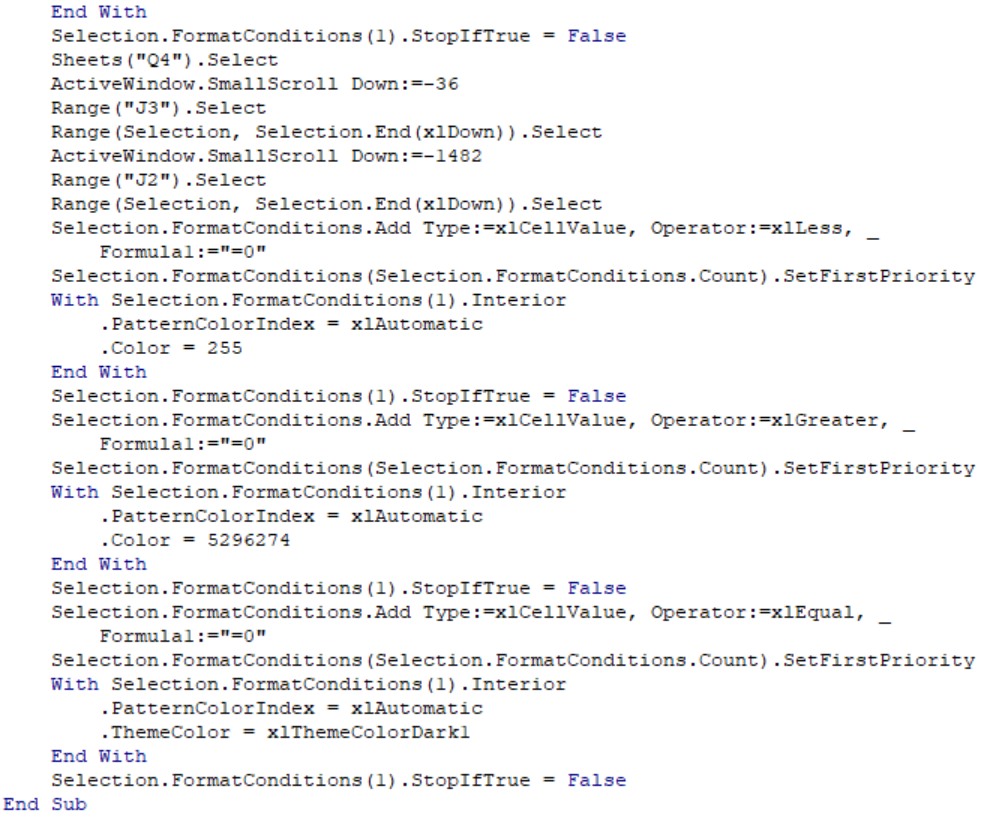 End With
    Selection.FormatConditions(1).StopIfTrue = False
    Sheets("Q4").Select
    ActiveWindow.SmallScroll Down:=-36
    Range("J3").Select
    Range(Selection, Selection.End(xlDown)).Select
    ActiveWindow.SmallScroll Down:=-1482
    Range("J2").Select
    Range(Selection, Selection.End(xlDown)).Select
    Selection.FormatConditions.Add Type:=xlCellValue, Operator:=xlLess, _
        Formula1:="=0"
    Selection.FormatConditions(Selection.FormatConditions.Count).SetFirstPriority
    With Selection.FormatConditions(1).Interior
        .PatternColorIndex = xlAutomatic
        .Color = 255
    End With
    Selection.FormatConditions(1).StopIfTrue = False
    Selection.FormatConditions.Add Type:=xlCellValue, Operator:=xlGreater, _
        Formula1:="=0"
    Selection.FormatConditions(Selection.FormatConditions.Count).SetFirstPriority
    With Selection.FormatConditions(1).Interior
        .PatternColorIndex = xlAutomatic
        .Color = 5296274
    End With
    Selection.FormatConditions(1).StopIfTrue = False
    Selection.FormatConditions.Add Type:=xlCellValue, Operator:=xlEqual, _
        Formula1:="=0"
    Selection.FormatConditions(Selection.FormatConditions.Count).SetFirstPriority
    With Selection.FormatConditions(1).Interior
        .PatternColorIndex = xlAutomatic
        .ThemeColor = xlThemeColorDark1
    End With
    Selection.FormatConditions(1).StopIfTrue = False
End Sub